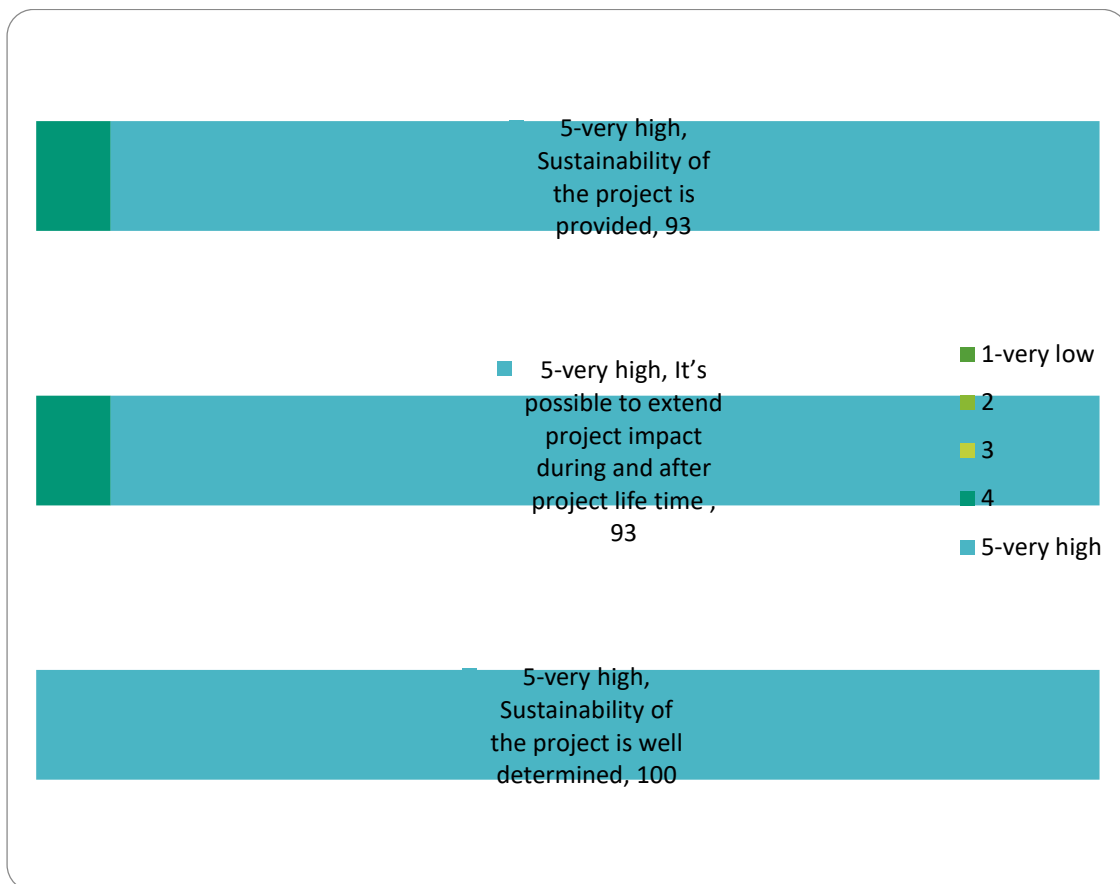 5-very high,
Sustainability of
the project is
provided, 93
5-very high, It’s
possible to extend
project impact
during and after
project life time ,
93
1-very low
2
3
4
5-very high
5-very high,
Sustainability of
the project is well
determined, 100